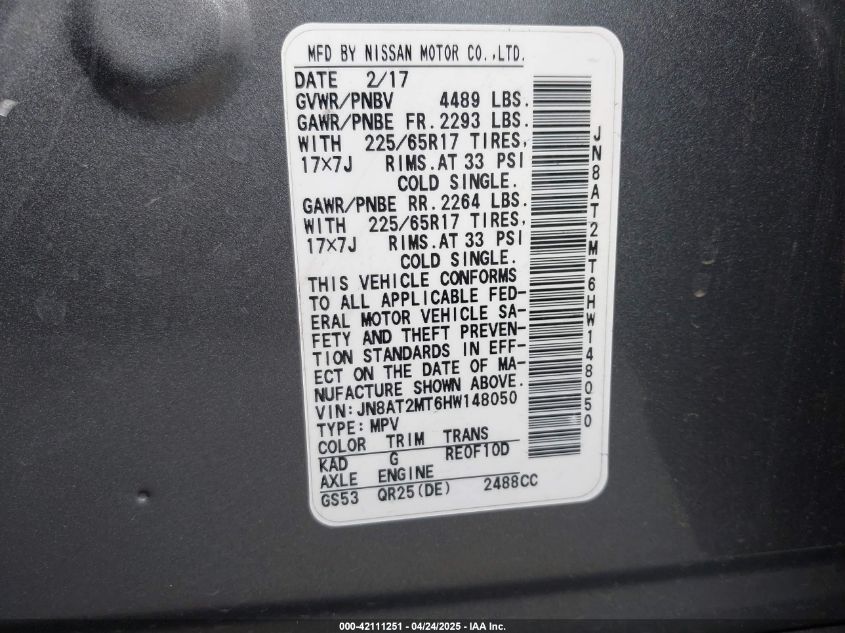 MFD BY NISSAN MOTOR CO.,LTD.
DATE 2/17
GVWR/PNBV 4489 LBS.
GAWR/PNBE FR. 2293 LBS.
WITH 225/65R17 TIRES,
17×7J RIMS.AT 33 PSI
COLD SINGLE.
GAWR/PNBE RR. 2264 LBS.
WITH 225/65R17 TIRES,
17×7J RIMS.AT 33 PSI
COLD SINGLE.
THIS VEHICLE CONFORMS
TO ALL APPLICABLE FED-
ERAL MOTOR VEHICLE SA-
FETY AND THEFT PREVEN-
TION STANDARDS IN EFF-
ECT ON THE DATE OF MA-
NUFACTURE SHOWN ABOVE.
VIN: JN8AT2MT6HW148050
TYPE: MPV
COLOR TRIM TRANS
KAD G RE0F10D
AXLE ENGINE
GS53 QR25(DE) 2488CC
JN8AT2MT6HW148050
000-42111251 | 04/24/2025 - IAA Inc.